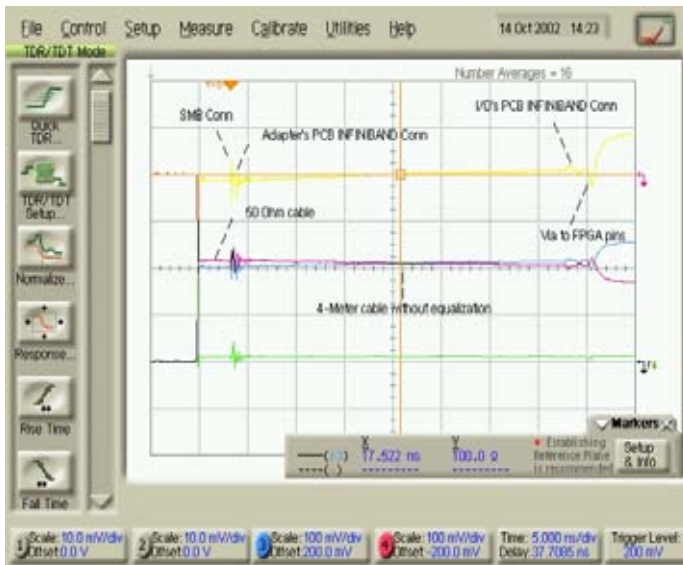 File Control Setup Measure Calibrate Utilities Help 14 Oct 2002 14:23
TDR/TDT Mode
Quick
TDR...
TDR/TDT
Setup...
Normalize...
Response...
Rise Time
Fall Time
Number Averages = 16
SMB Conn
Adapter's PCB INFINIBAND Conn
I/O's PCB INFINIBAND Conn
50 Ohm cable
Via to FPGA pins
4-Meter cable without equalization
Markers
X
Y
17.522 ns
100.0 Ω
Establishing
Reference Plane
is recommended
Setup
& Info
1 Scale: 10.0 mV/div
Offset: 0.0 V
2 Scale: 10.0 mV/div
Offset: 0.0 V
3 Scale: 100 mV/div
Offset: 200.0 mV
4 Scale: 100 mV/div
Offset: -200.0 mV
Time: 5.000 ns/div
Delay: 37.7085 ns
Trigger Level:
200 mV